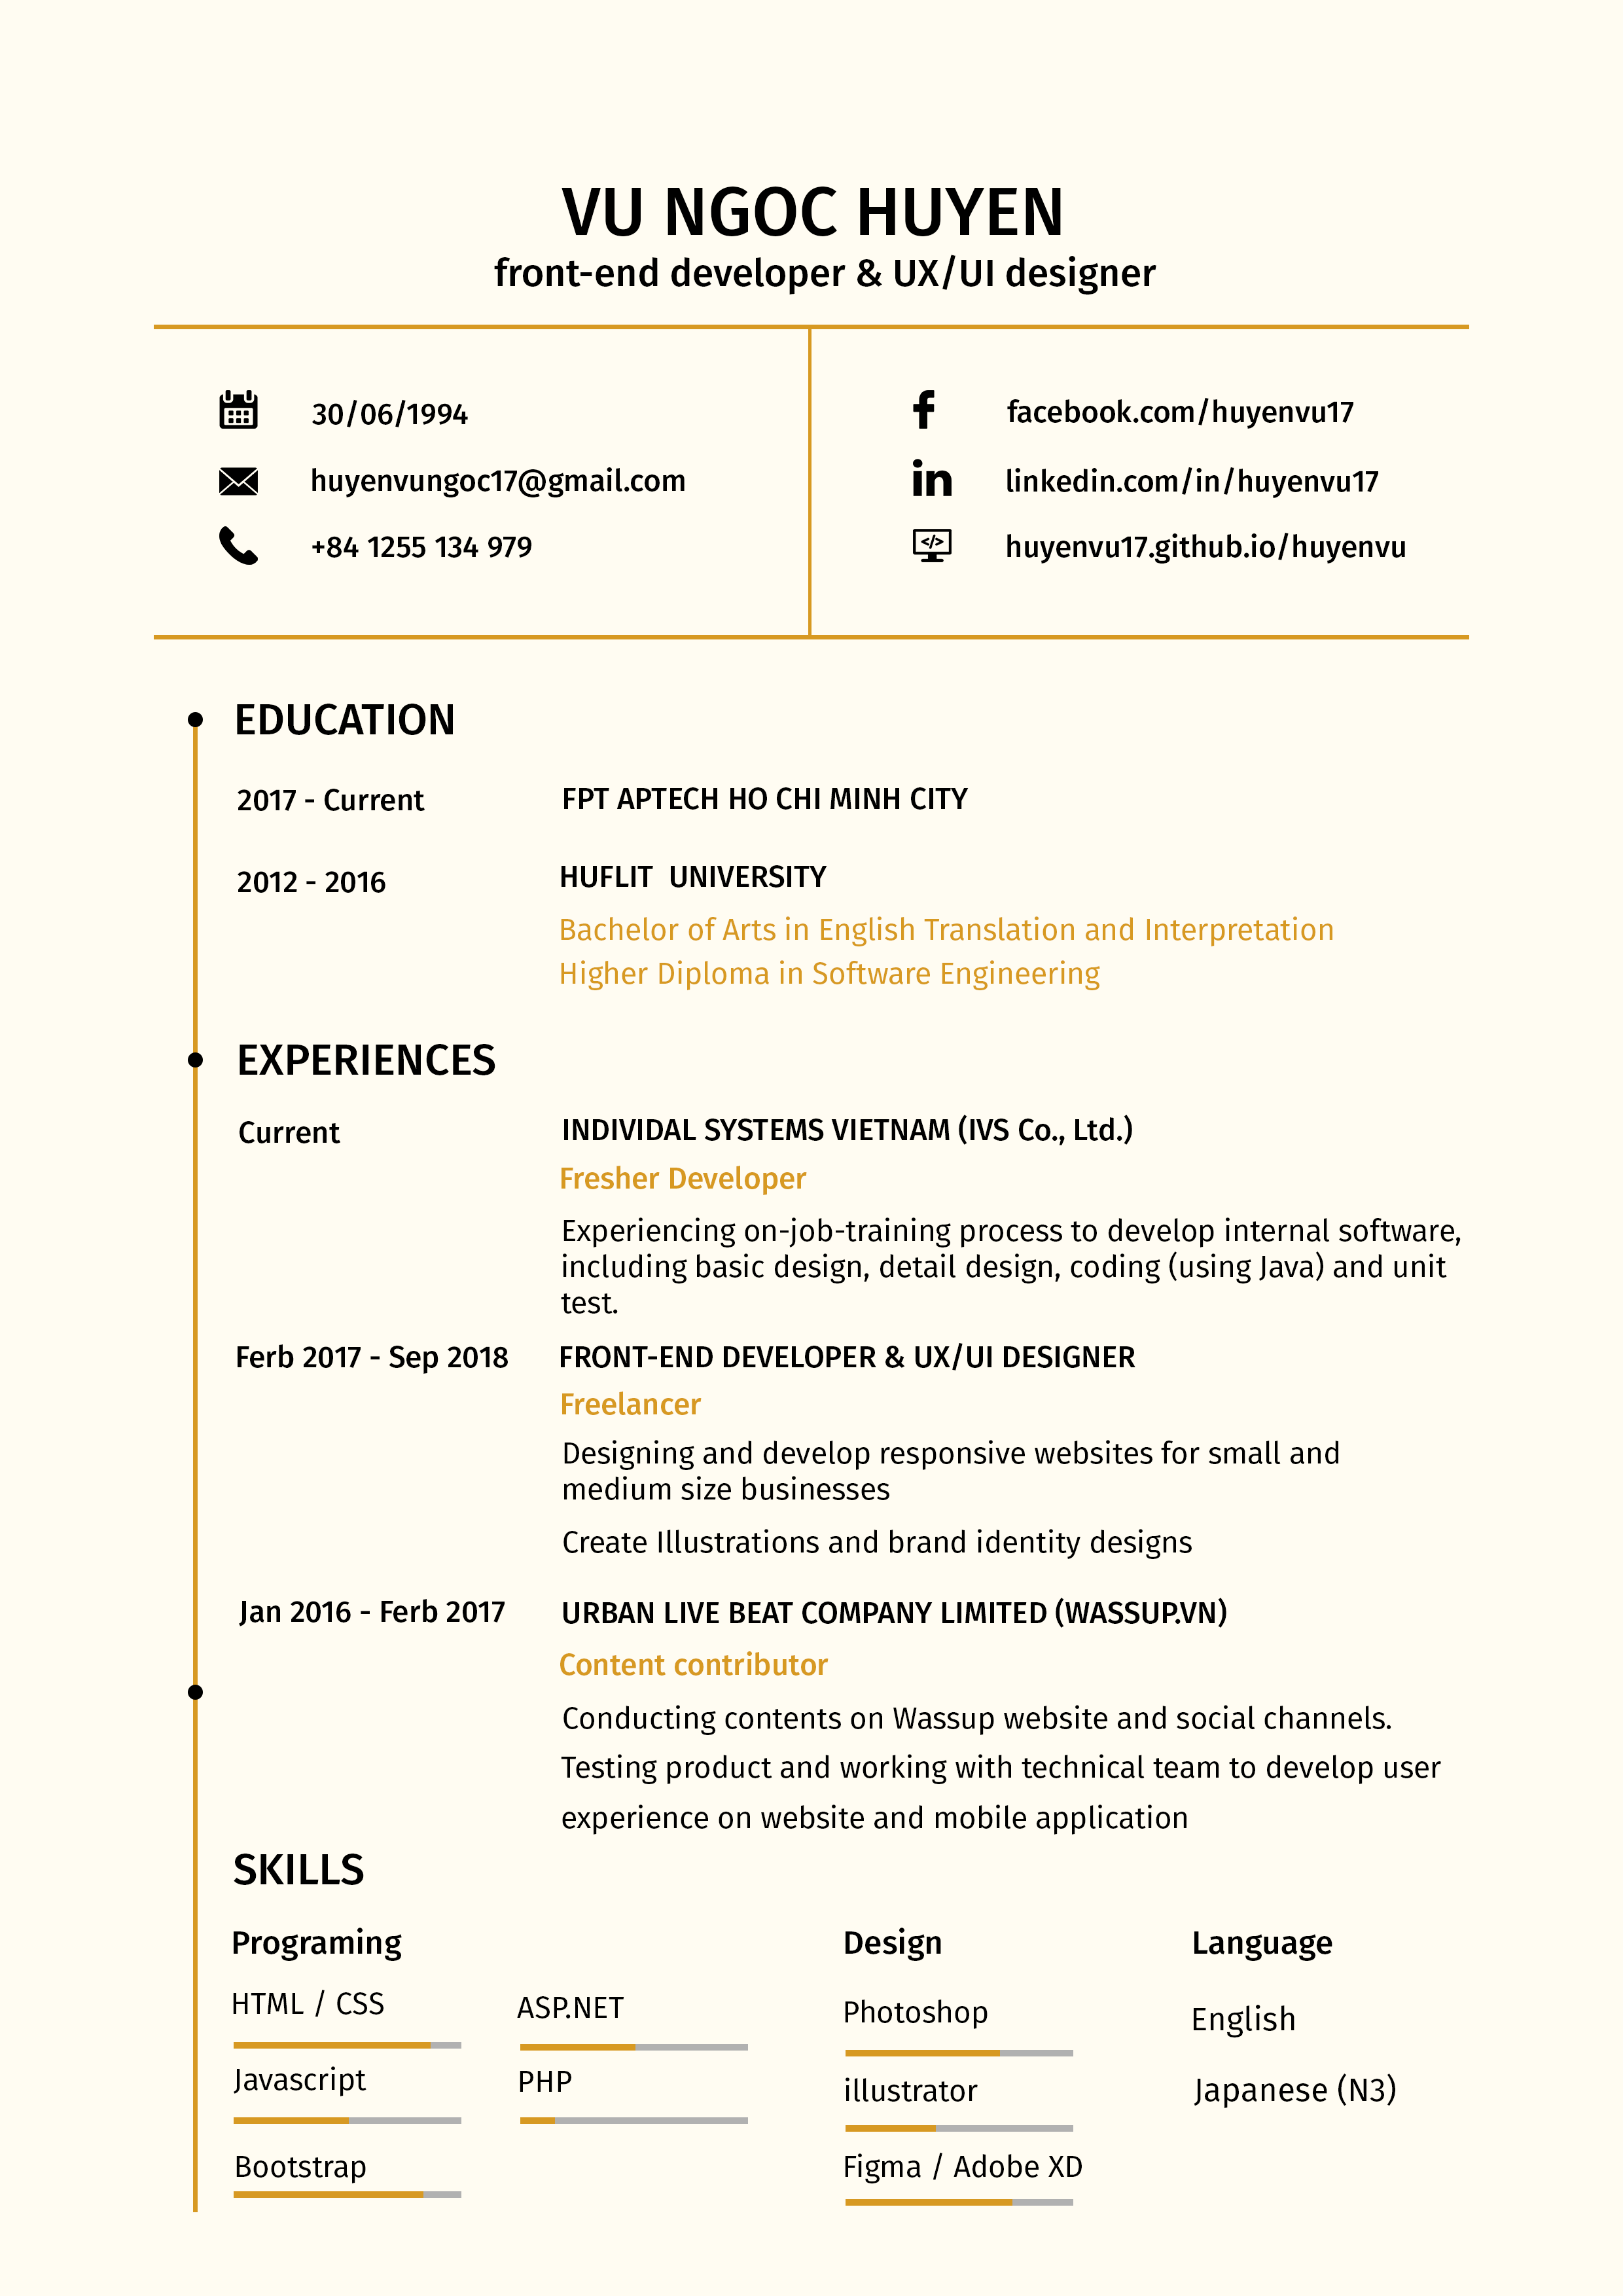 VU NGOC HUYEN
front-end developer & UX/UI designer
30/06/1994
huyenvungoc17@gmail.com
+84 1255 134 979
facebook.com/huyenvu17
linkedin.com/in/huyenvu17
huyenvu17.github.io/huyenvu
EDUCATION
2017 - Current
FPT APTECH HO CHI MINH CITY
2012 - 2016
HUFLIT UNIVERSITY
Bachelor of Arts in English Translation and Interpretation
Higher Diploma in Software Engineering
EXPERIENCES
Current
INDIVIDAL SYSTEMS VIETNAM (IVS Co., Ltd.)
Fresher Developer
Experiencing on-job-training process to develop internal software,
including basic design, detail design, coding (using Java) and unit
test.
Ferb 2017 - Sep 2018
FRONT-END DEVELOPER & UX/UI DESIGNER
Freelancer
Designing and develop responsive websites for small and
medium size businesses
Create Illustrations and brand identity designs
Jan 2016 - Ferb 2017
URBAN LIVE BEAT COMPANY LIMITED (WASSUP.VN)
Content contributor
Conducting contents on Wassup website and social channels.
Testing product and working with technical team to develop user
experience on website and mobile application
SKILLS
Programing
HTML / CSS
Javascript
Bootstrap
ASP.NET
PHP
Design
Photoshop
illustrator
Figma / Adobe XD
Language
English
Japanese (N3)